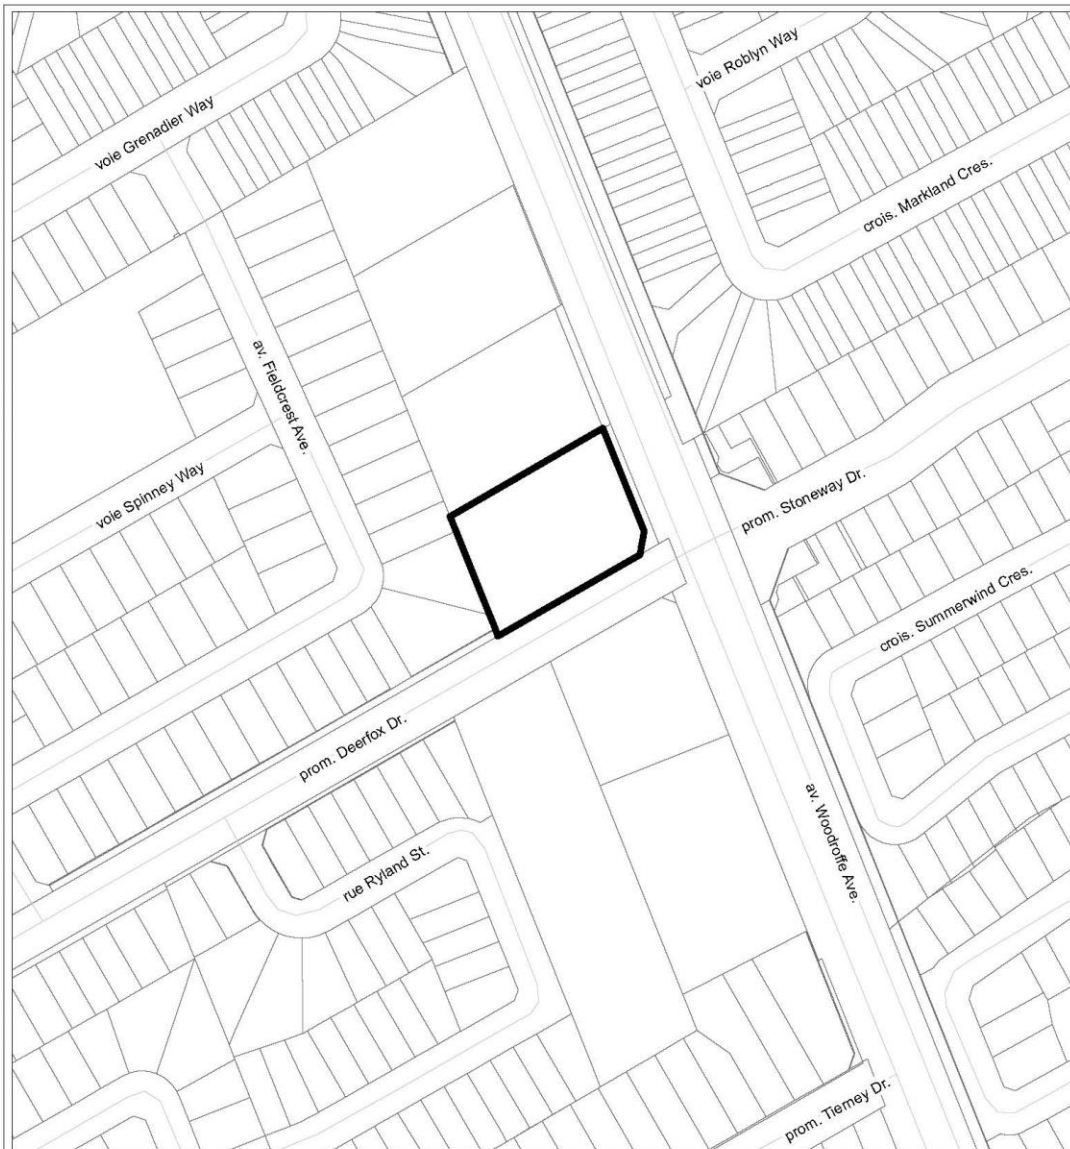 voie Roblyn Way
voie Grenadier Way
crois. Markland Cres.
av. Fieldcrest Ave.
voie Spinney Way
prom. Stoneway Dr.
crois. Summerwind Cres.
prom. Deerfox Dr.
av. Woodroffe Ave.
rue Ryland St.
prom. Tierney Dr.